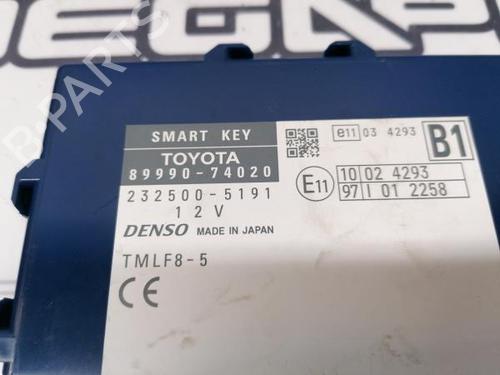 SMART KEY
TOYOTA
89990-74020
232500-5191
12V
DENSO MADE IN JAPAN
TMLF8-5
CE
e11 03 4293
B1
E11
10 02 4293
97 I 01 2258
B-PARTS